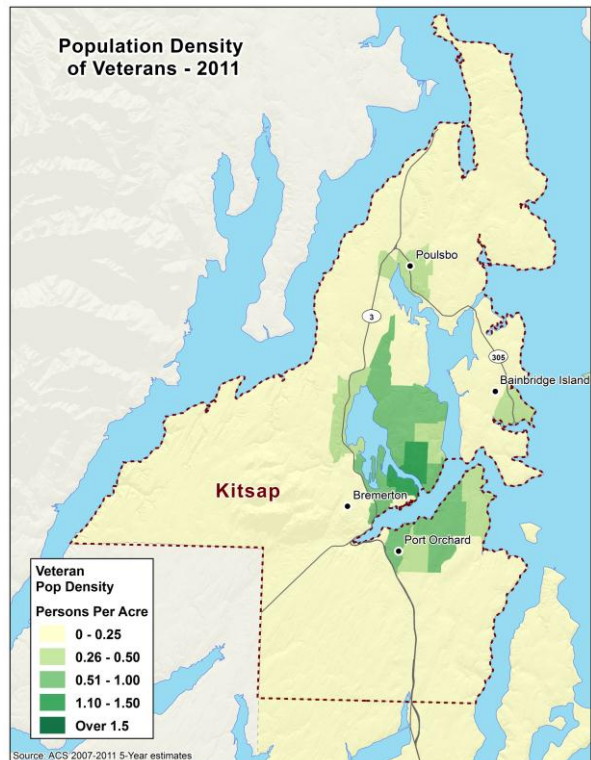 Population Density
of Veterans - 2011
Poulsbo
3
305
Bainbridge Island
Kitsap
Bremerton
Port Orchard
Veteran
Pop Density
Persons Per Acre
0 - 0.25
0.26 - 0.50
0.51 - 1.00
1.10 - 1.50
Over 1.5
Source: ACS 2007-2011 5-Year estimates